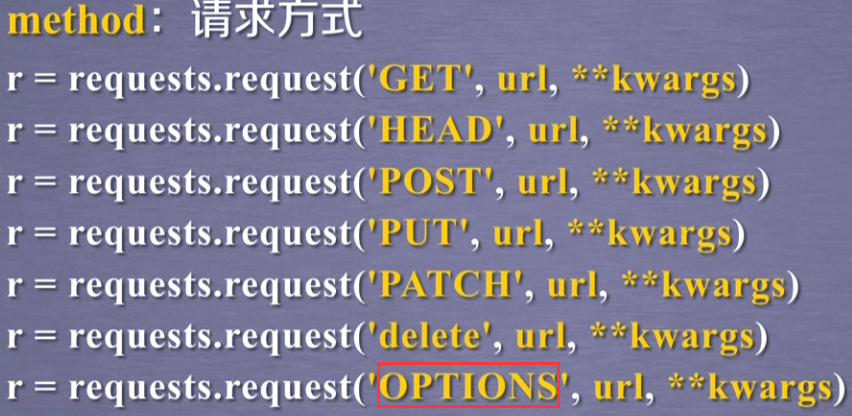 method：请求方式
r = requests.request('GET', url, **kwargs)
r = requests.request('HEAD', url, **kwargs)
r = requests.request('POST', url, **kwargs)
r = requests.request('PUT', url, **kwargs)
r = requests.request('PATCH', url, **kwargs)
r = requests.request('delete', url, **kwargs)
r = requests.request('OPTIONS', url, **kwargs)